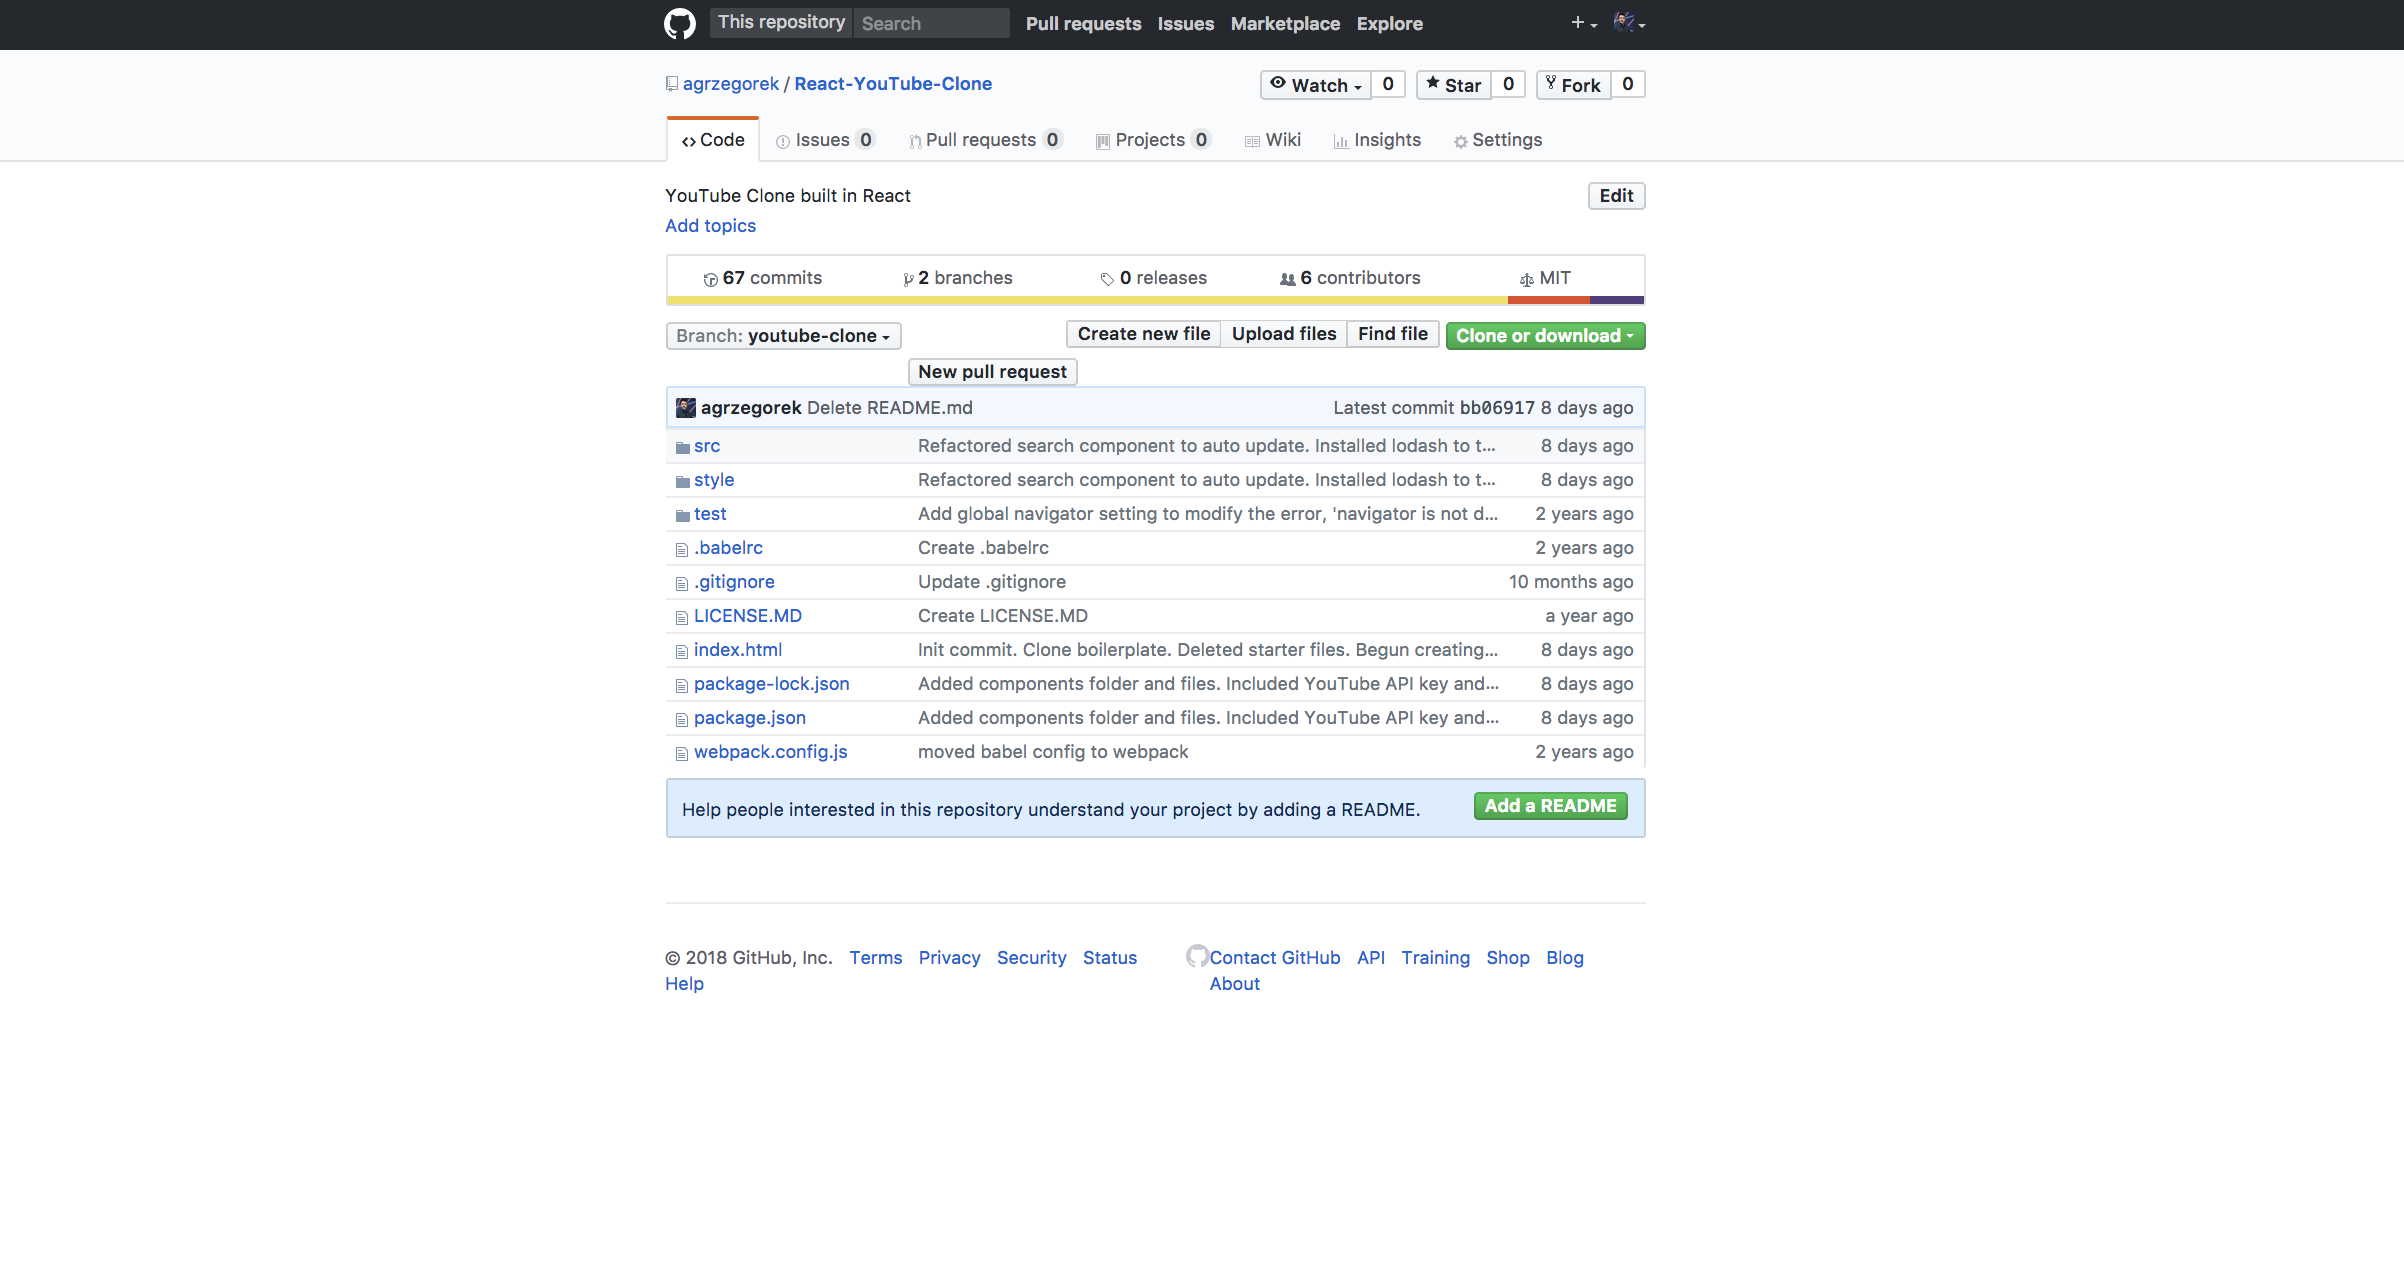 This repository Search Pull requests Issues Marketplace Explore
agrzegorek / React-YouTube-Clone Watch 0 Star 0 Fork 0
Code Issues 0 Pull requests 0 Projects 0 Wiki Insights Settings
YouTube Clone built in React Edit
Add topics
67 commits 2 branches 0 releases 6 contributors MIT
Branch: youtube-clone Create new file Upload files Find file Clone or download
New pull request
agrzegorek Delete README.md Latest commit bb06917 8 days ago
src Refactored search component to auto update. Installed lodash to t... 8 days ago
style Refactored search component to auto update. Installed lodash to t... 8 days ago
test Add global navigator setting to modify the error, 'navigator is not d... 2 years ago
.babelrc Create .babelrc 2 years ago
.gitignore Update .gitignore 10 months ago
LICENSE.MD Create LICENSE.MD a year ago
index.html Init commit. Clone boilerplate. Deleted starter files. Begun creating... 8 days ago
package-lock.json Added components folder and files. Included YouTube API key and... 8 days ago
package.json Added components folder and files. Included YouTube API key and... 8 days ago
webpack.config.js moved babel config to webpack 2 years ago
Help people interested in this repository understand your project by adding a README. Add a README
© 2018 GitHub, Inc. Terms Privacy Security Status Contact GitHub API Training Shop Blog
Help About